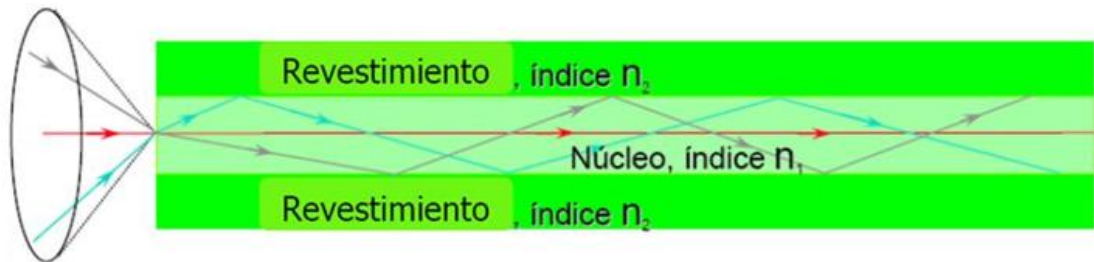 Revestimiento, índice n₂
Núcleo, índice n₁
Revestimiento, índice n₂